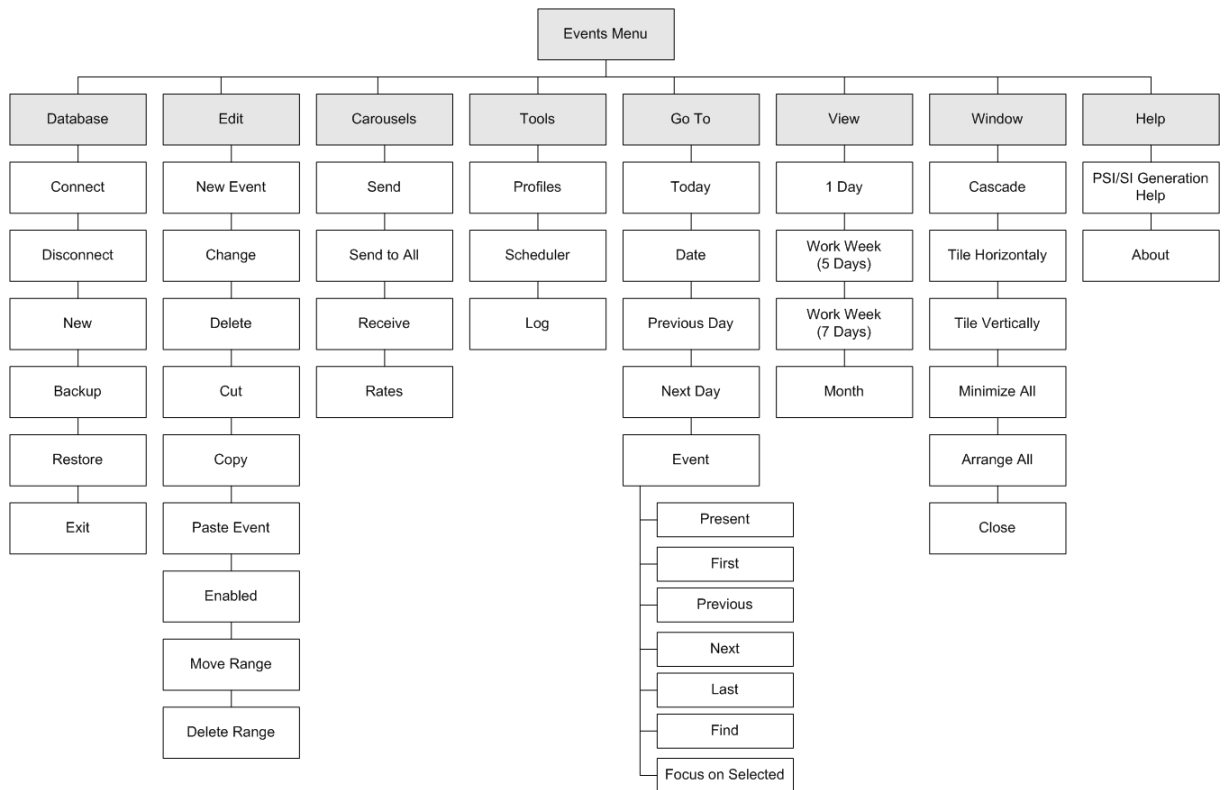 Events Menu
Database
Edit
Carousels
Tools
Go To
View
Window
Help
Connect
New Event
Send
Profiles
Today
1 Day
Cascade
PSI/SI Generation
Help
Disconnect
Change
Send to All
Scheduler
Date
Work Week
(5 Days)
Tile Horizontaly
About
New
Delete
Receive
Log
Previous Day
Work Week
(7 Days)
Tile Vertically
Backup
Cut
Rates
Next Day
Month
Minimize All
Restore
Copy
Event
Arrange All
Exit
Paste Event
Present
Close
First
Enabled
Previous
Next
Move Range
Last
Find
Delete Range
Focus on Selected